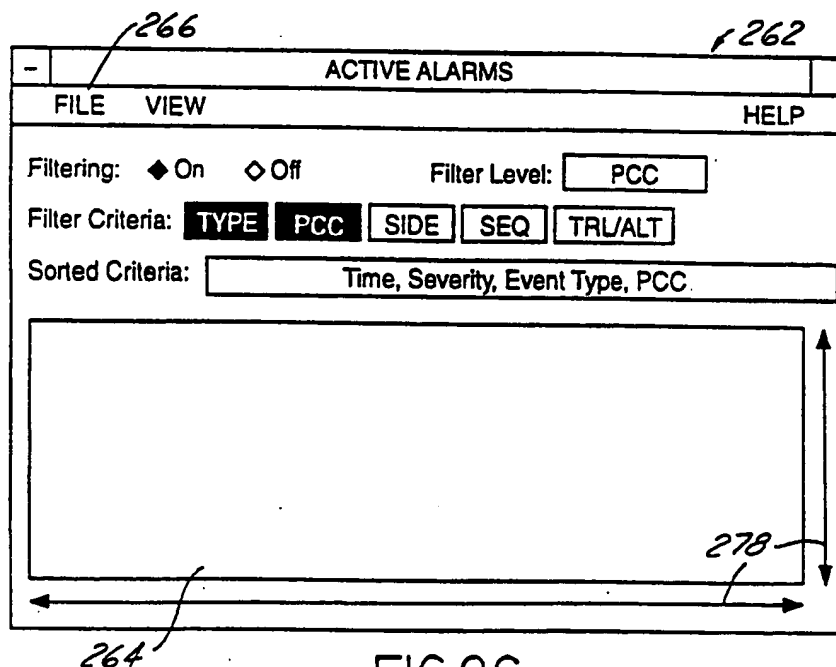 266
262
- ACTIVE ALARMS
FILE VIEW HELP
Filtering: ◆ On ◇ Off Filter Level: PCC
Filter Criteria: TYPE PCC SIDE SEQ TRL/ALT
Sorted Criteria: Time, Severity, Event Type, PCC
278
264